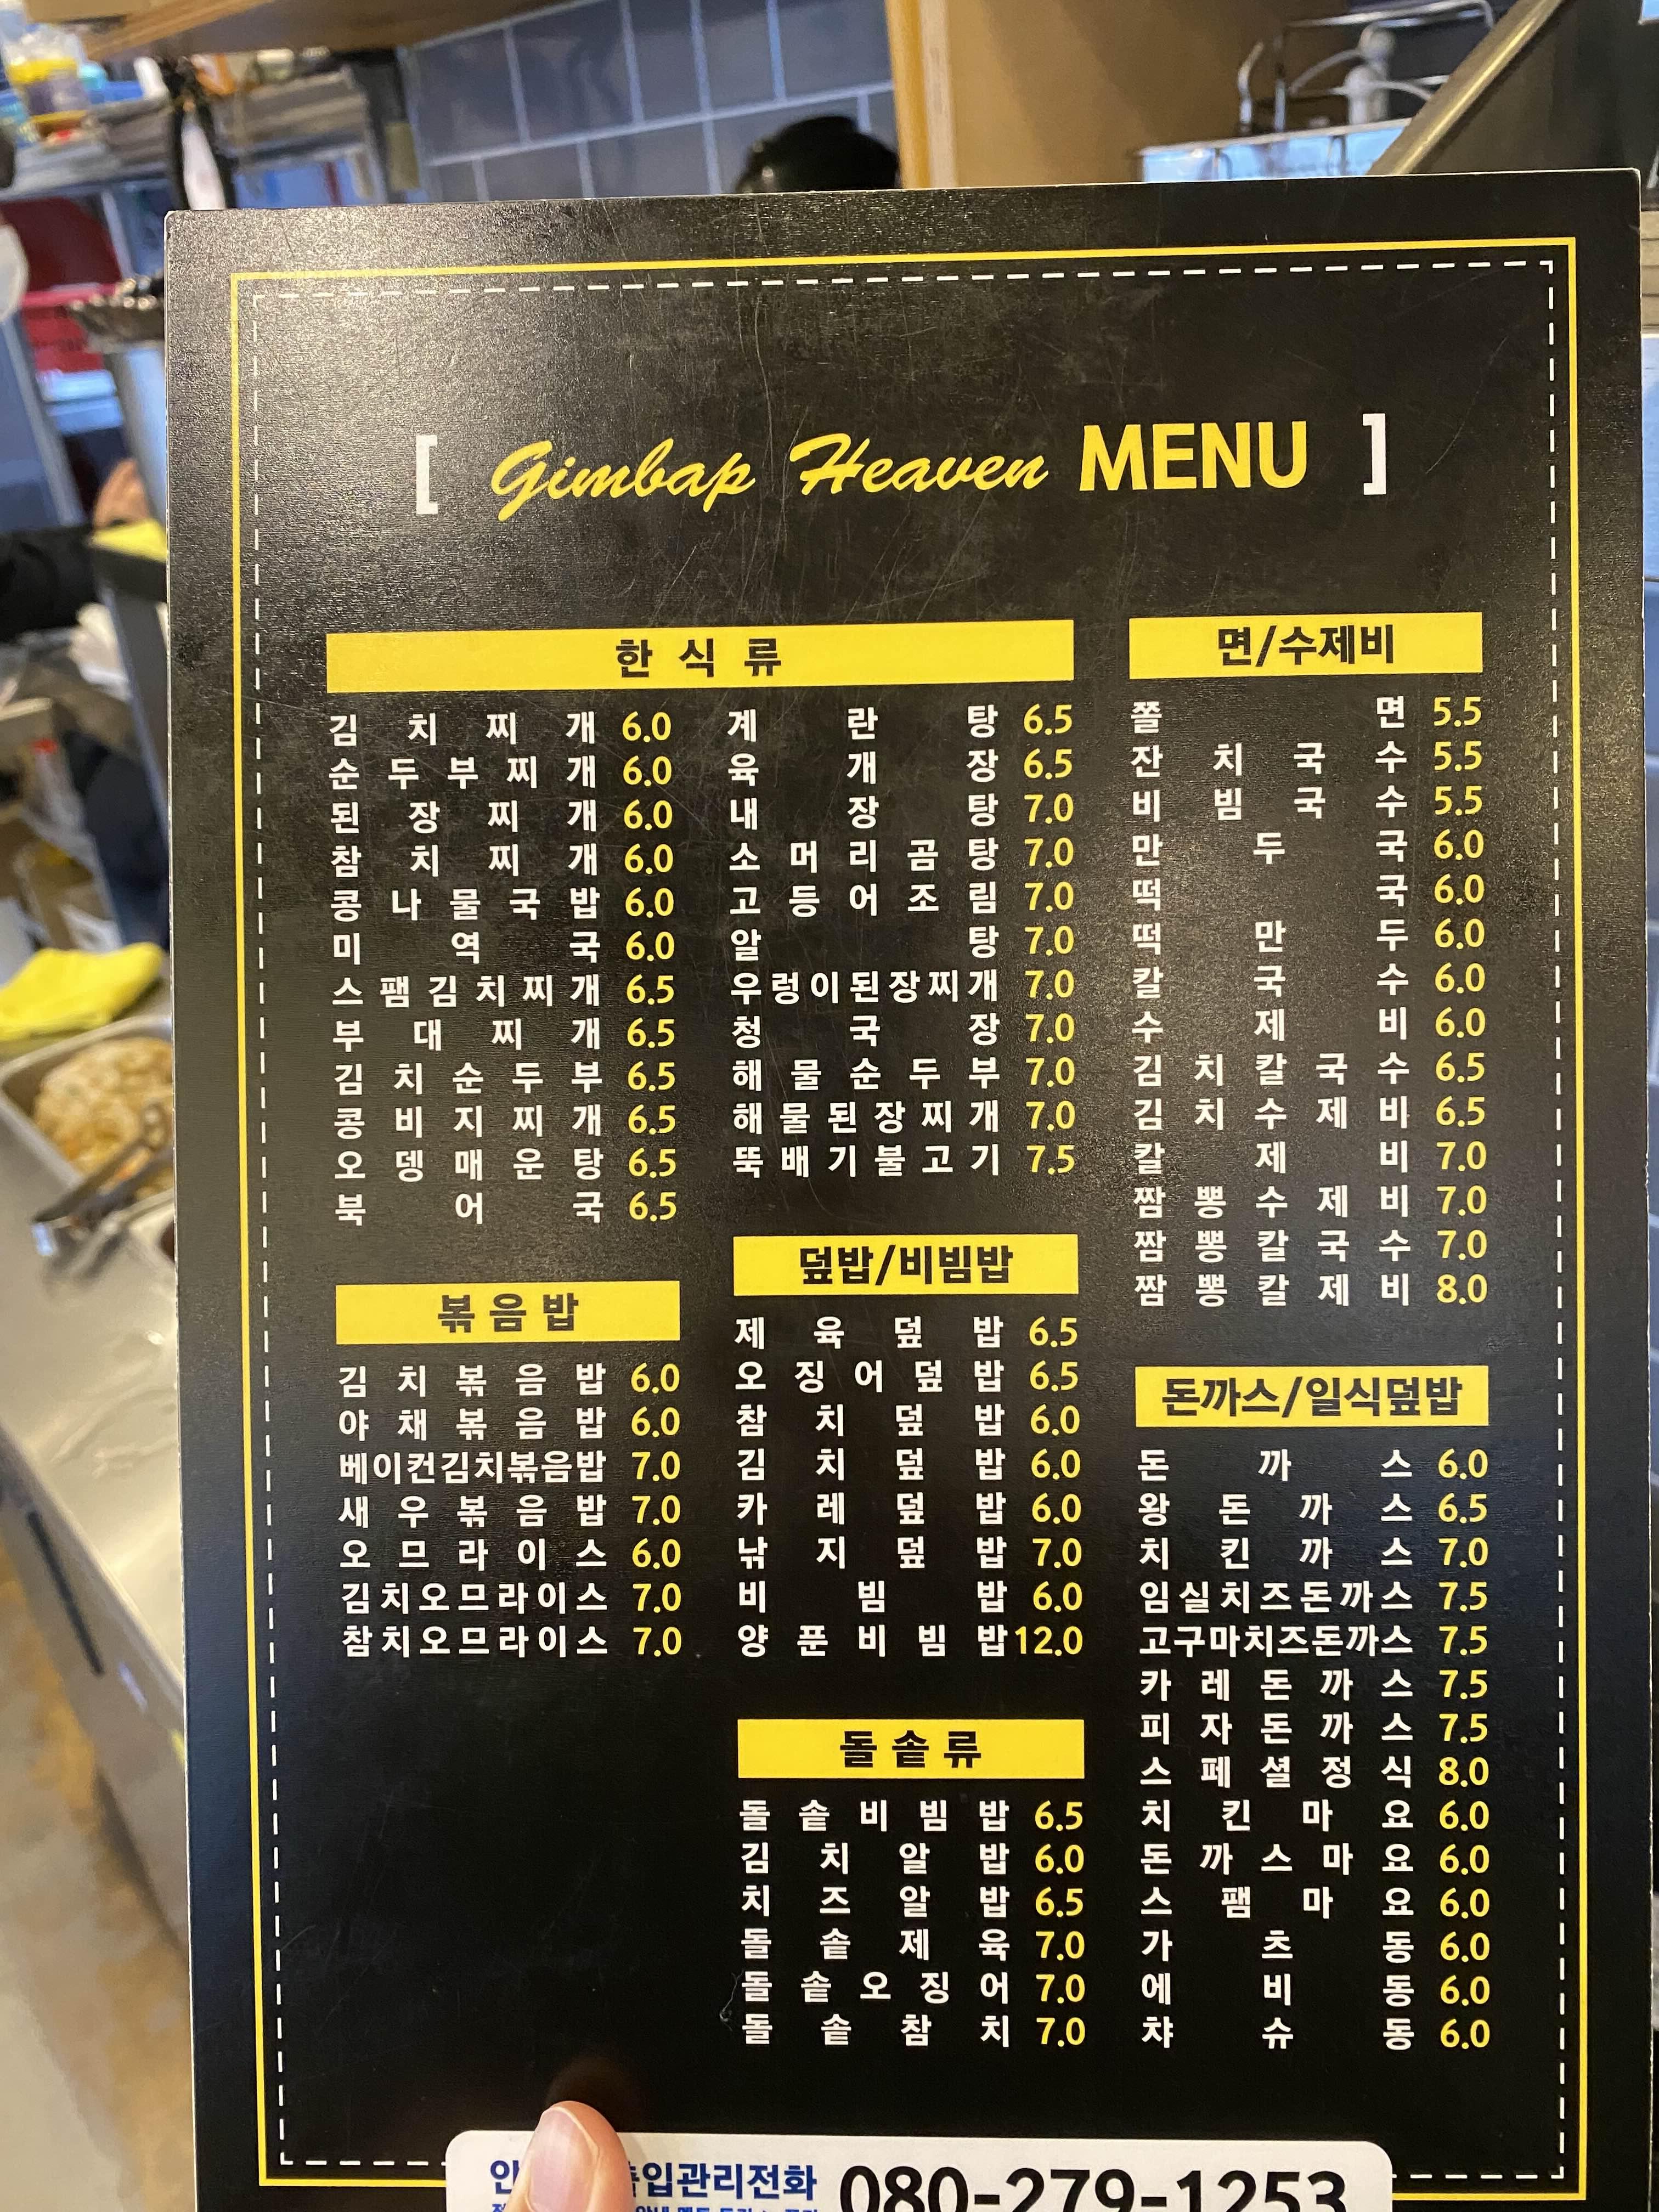 [ Gimbap Heaven MENU ]
한식류
김치찌개 6.0
순두부찌개 6.0
된장찌개 6.0
참치찌개 6.0
콩나물국밥 6.0
미역국 6.0
스팸김치찌개 6.5
부대찌개 6.5
김치순두부 6.5
콩비지찌개 6.5
오뎅매운탕 6.5
북어국 6.5
계란탕 6.5
육개장 6.5
내장탕 7.0
소머리곰탕 7.0
고등어조림 7.0
알탕 7.0
우렁이된장찌개 7.0
청국장 7.0
해물순두부 7.0
해물된장찌개 7.0
뚝배기불고기 7.5
볶음밥
김치볶음밥 6.0
야채볶음밥 6.0
베이컨김치볶음밥 7.0
새우볶음밥 7.0
오므라이스 6.0
김치오므라이스 7.0
참치오므라이스 7.0
덮밥/비빔밥
제육덮밥 6.5
오징어덮밥 6.5
참치덮밥 6.0
김치덮밥 6.0
카레덮밥 6.0
낚지덮밥 7.0
비빔밥 6.0
양푼비빔밥 12.0
돌솥류
돌솥비빔밥 6.5
김치알밥 6.0
치즈알밥 6.5
돌솥제육 7.0
돌솥오징어 7.0
돌솥참치 7.0
면/수제비
쫄면 5.5
잔치국수 5.5
비빔국수 5.5
만두국 6.0
떡국 6.0
떡만두 6.0
칼국수 6.0
수제비 6.0
김치칼국수 6.5
김치수제비 6.5
칼제비 7.0
짬뽕수제비 7.0
짬뽕칼국수 7.0
짬뽕칼제비 8.0
돈까스/일식덮밥
돈까스 6.0
왕돈까스 6.5
치킨까스 7.0
임실치즈돈까스 7.5
고구마치즈돈까스 7.5
카레돈까스 7.5
피자돈까스 7.5
스페셜정식 8.0
치킨마요 6.0
돈까스마요 6.0
스팸마요 6.0
가츠동 6.0
에비동 6.0
챠슈동 6.0
080-279-1253